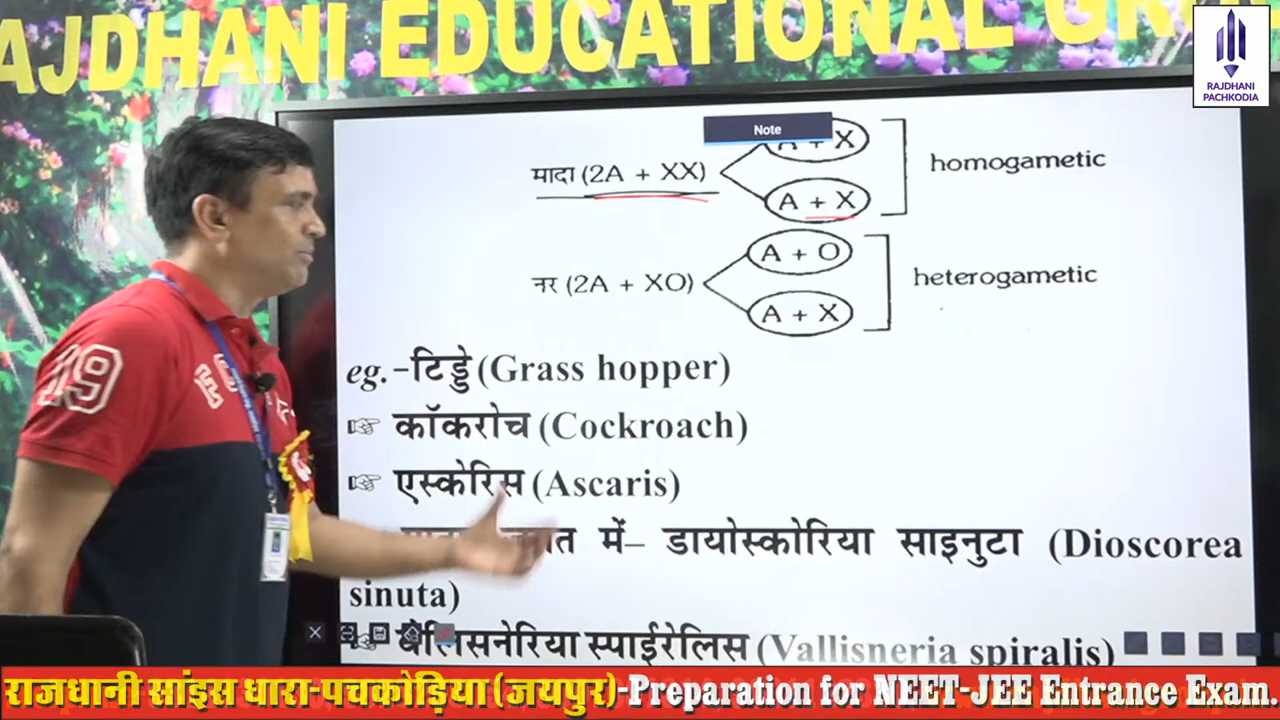 AJDHANI EDUCATIONAL GR
RAJDHANI
PACHKODIA
Note
मादा (2A + XX)
A + X
A + X
homogametic
नर (2A + XO)
A + O
A + X
heterogametic
eg.-टिड्डे (Grass hopper)
☞ कॉकरोच (Cockroach)
☞ एस्केरिस (Ascaris)
में– डायोस्कोरिया साइनुटा (Dioscorea
sinuta)
वैलिसनेरिया स्पाईरेलिस (Vallisneria spiralis)
19
राजधानी सांइस धारा-पचकोड़िया (जयपुर)-Preparation for NEET-JEE Entrance Exam.